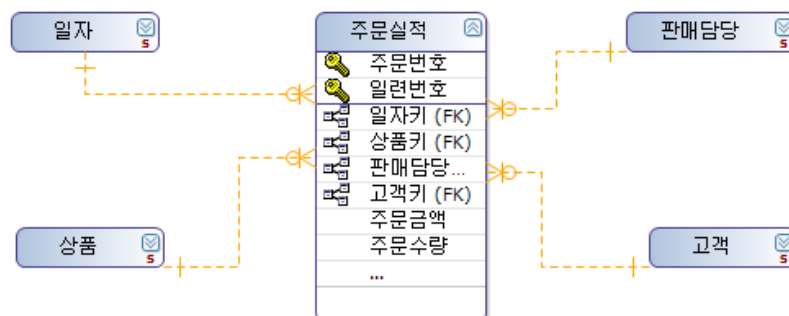 일자
S
주문실적
주문번호
일련번호
일자키 (FK)
상품키 (FK)
판매담당...
고객키 (FK)
주문금액
주문수량
...
판매담당
S
상품
S
고객
S